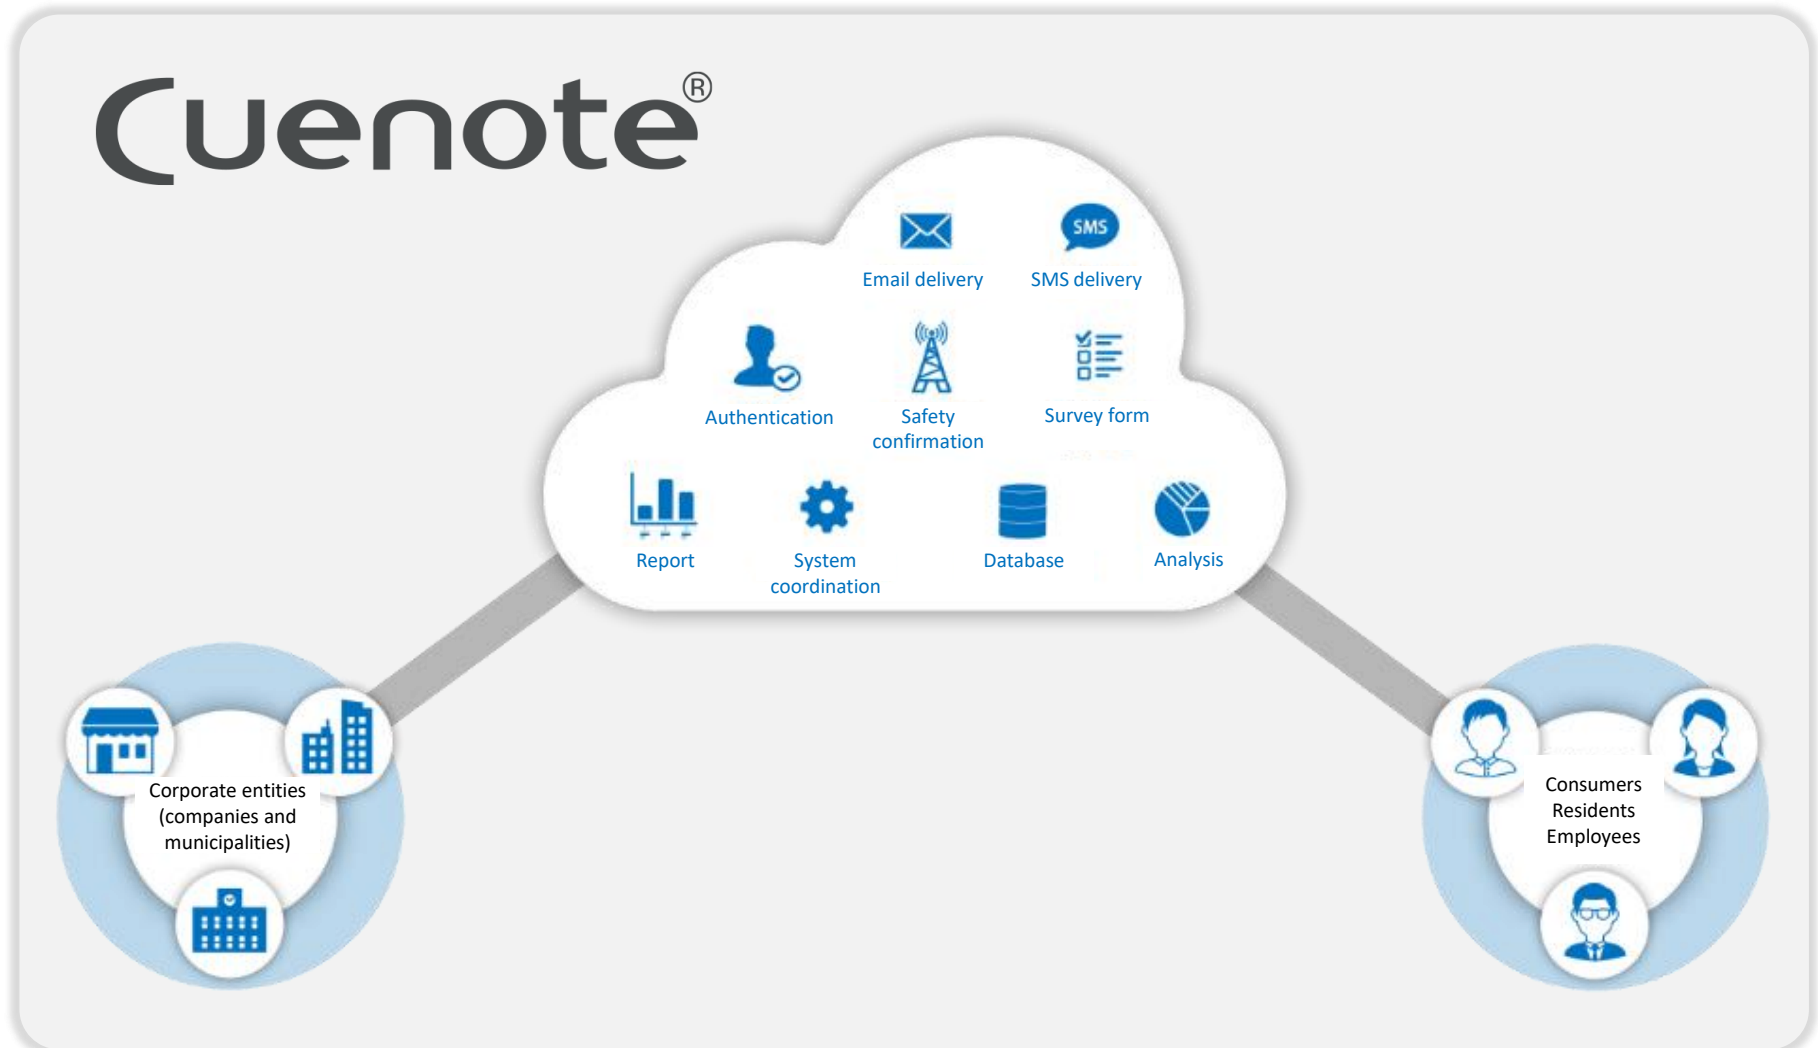 Cuenote®
SMS
Email delivery
SMS delivery
Authentication
Safety
confirmation
Survey form
Report
System
coordination
Database
Analysis
Corporate entities
(companies and
municipalities)
Consumers
Residents
Employees